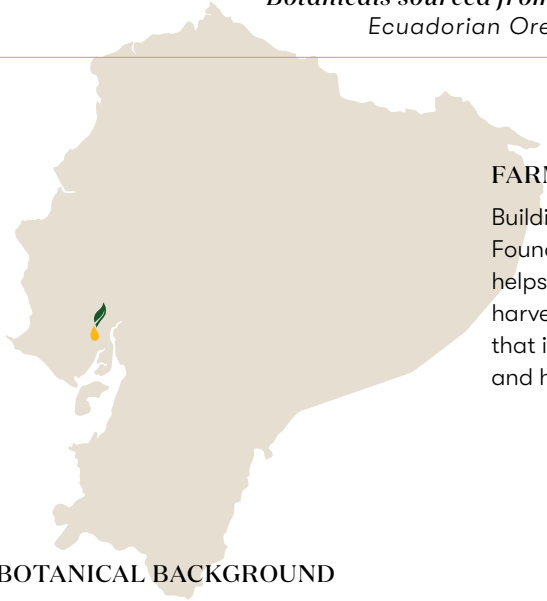 Botanicals sourced from
Ecuadorian Ore
FARM
Buildi
Found
helps
harve
that i
and h
BOTANICAL BACKGROUND